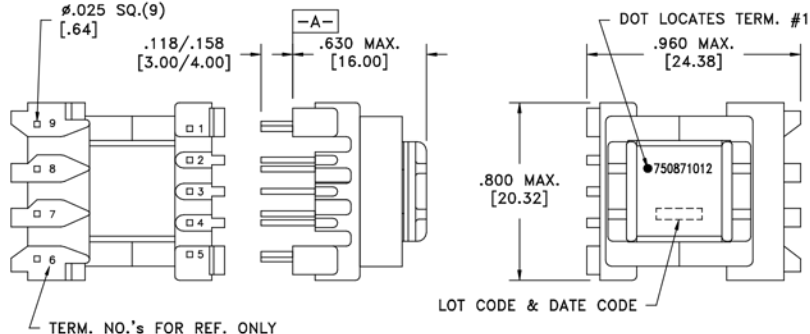 ø.025 SQ.(9)
[.64]
.118/.158
[3.00/4.00]
-A-
.630 MAX.
[16.00]
DOT LOCATES TERM. #1
.960 MAX.
[24.38]
9
8
7
6
1
2
3
4
5
.800 MAX.
[20.32]
750871012
LOT CODE & DATE CODE
TERM. NO.'s FOR REF. ONLY